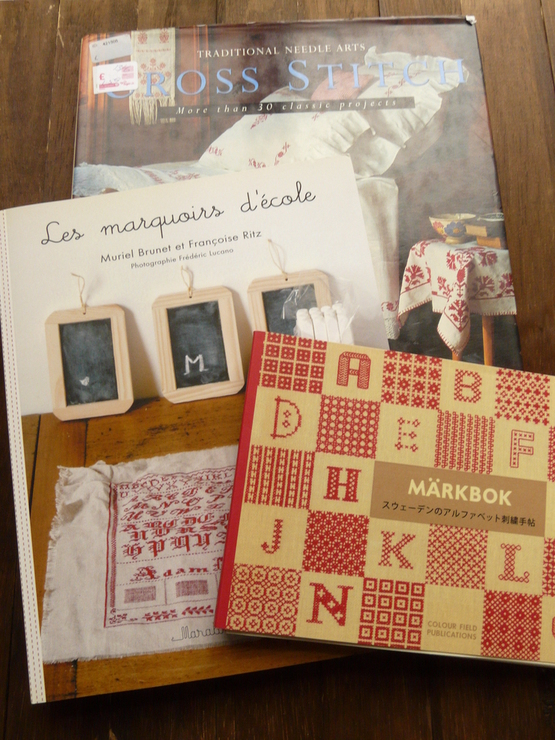 TRADITIONAL NEEDLE ARTS
CROSS STITCH
More than 30 classic projects
Les marquoirs d'école
Muriel Brunet et Françoise Ritz
Photographie Frédéric Lucano
M
Adam
A
B
D
E
F
H
MÄRKBOK
スウェーデンのアルファベット刺繍手帖
J
K
L
N
COLOUR FIELD
PUBLICATIONS